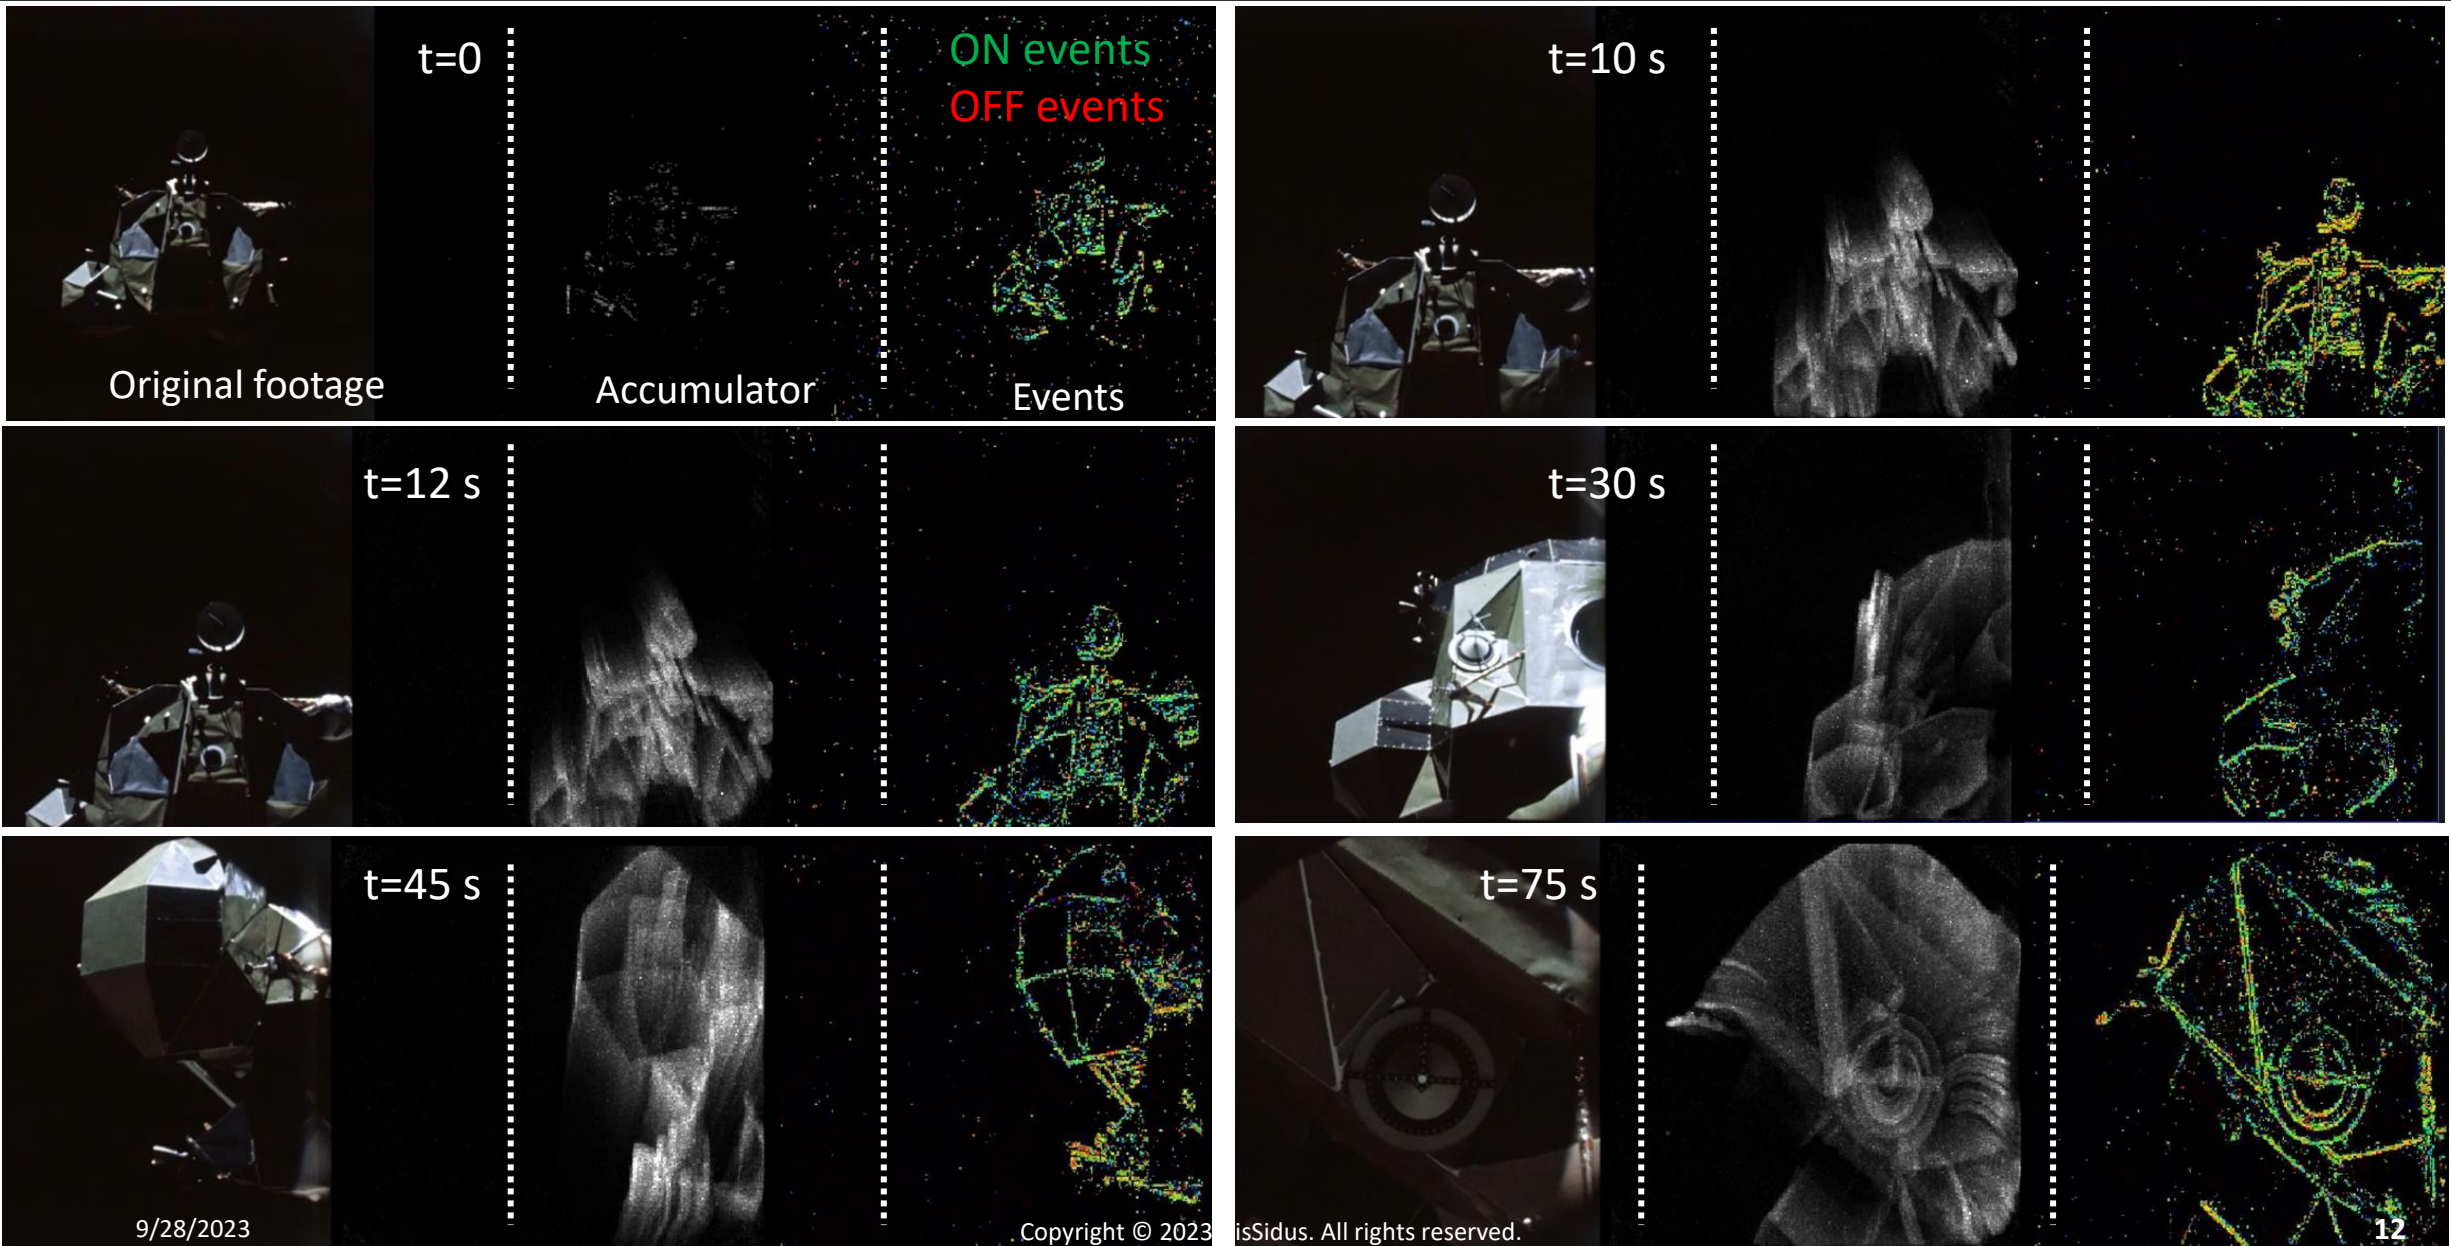 t=0
ON events
OFF events
Original footage
Accumulator
Events
t=10 s
t=12 s
t=30 s
t=45 s
t=75 s
9/28/2023
Copyright © 2023
isSidus. All rights reserved.
12